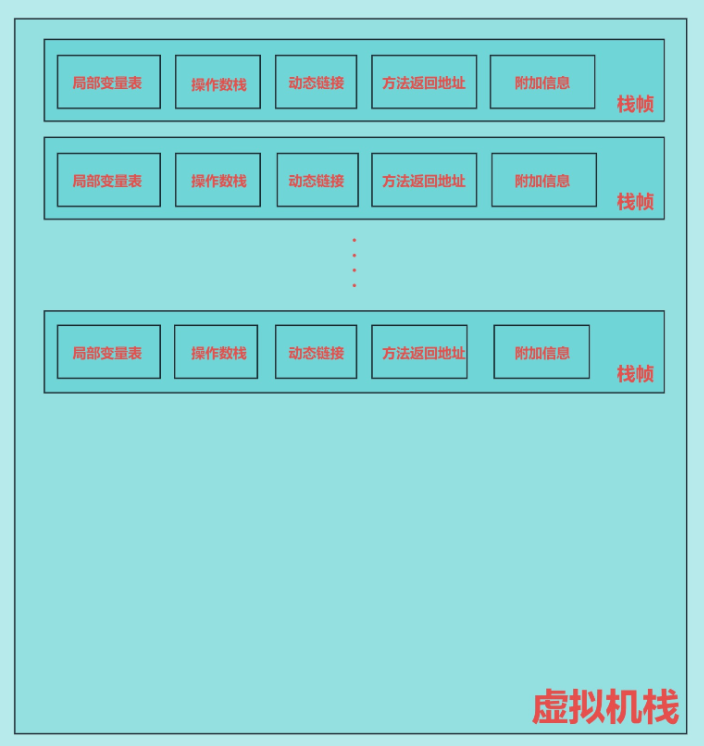 局部变量表 操作数栈 动态链接 方法返回地址 附加信息
栈帧
局部变量表 操作数栈 动态链接 方法返回地址 附加信息
栈帧
局部变量表 操作数栈 动态链接 方法返回地址 附加信息
栈帧
虚拟机栈